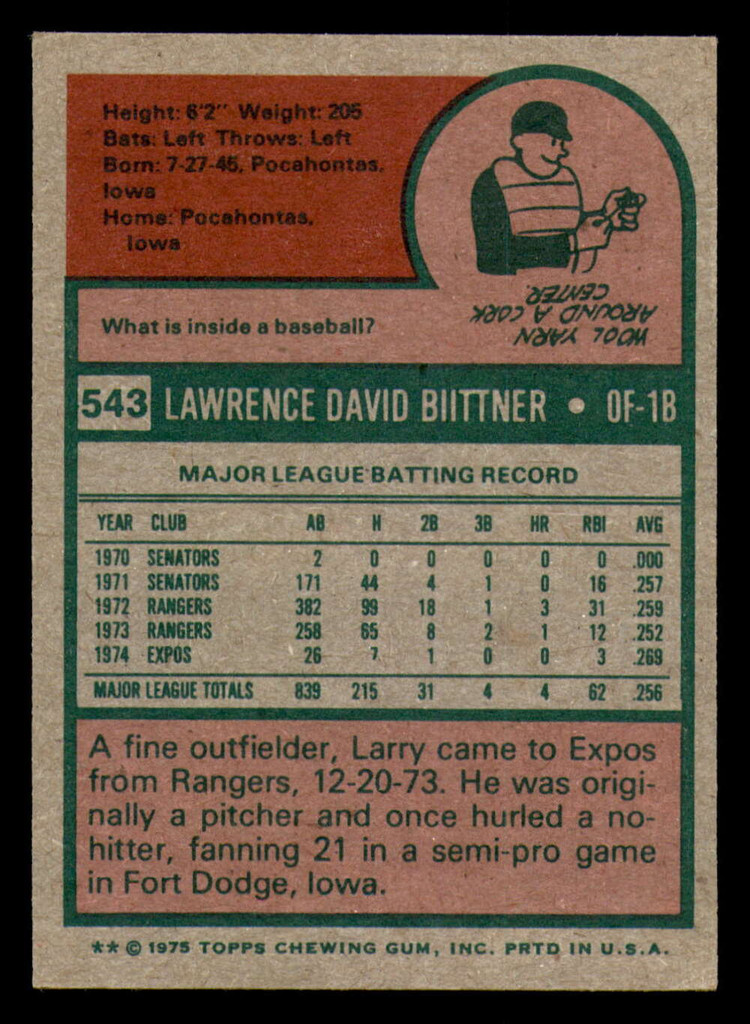 Height: 6'2" Weight: 205
Bats: Left Throws: Left
Born: 7-27-45, Pocahontas,
Iowa
Home: Pocahontas,
Iowa
What is inside a baseball?
WOOL YARN
AROUND A CORK
CENTER.
543 LAWRENCE DAVID BIITTNER • OF-1B
MAJOR LEAGUE BATTING RECORD
YEAR CLUB AB H 2B 3B HR RBI AVG
1970 SENATORS 2 0 0 0 0 0 .000
1971 SENATORS 171 44 4 1 0 16 .257
1972 RANGERS 382 99 18 1 3 31 .259
1973 RANGERS 258 65 8 2 1 12 .252
1974 EXPOS 26 7 1 0 0 3 .269
MAJOR LEAGUE TOTALS 839 215 31 4 4 62 .256
A fine outfielder, Larry came to Expos
from Rangers, 12-20-73. He was origi-
nally a pitcher and once hurled a no-
hitter, fanning 21 in a semi-pro game
in Fort Dodge, Iowa.
** © 1975 TOPPS CHEWING GUM, INC. PRTD IN U.S.A.